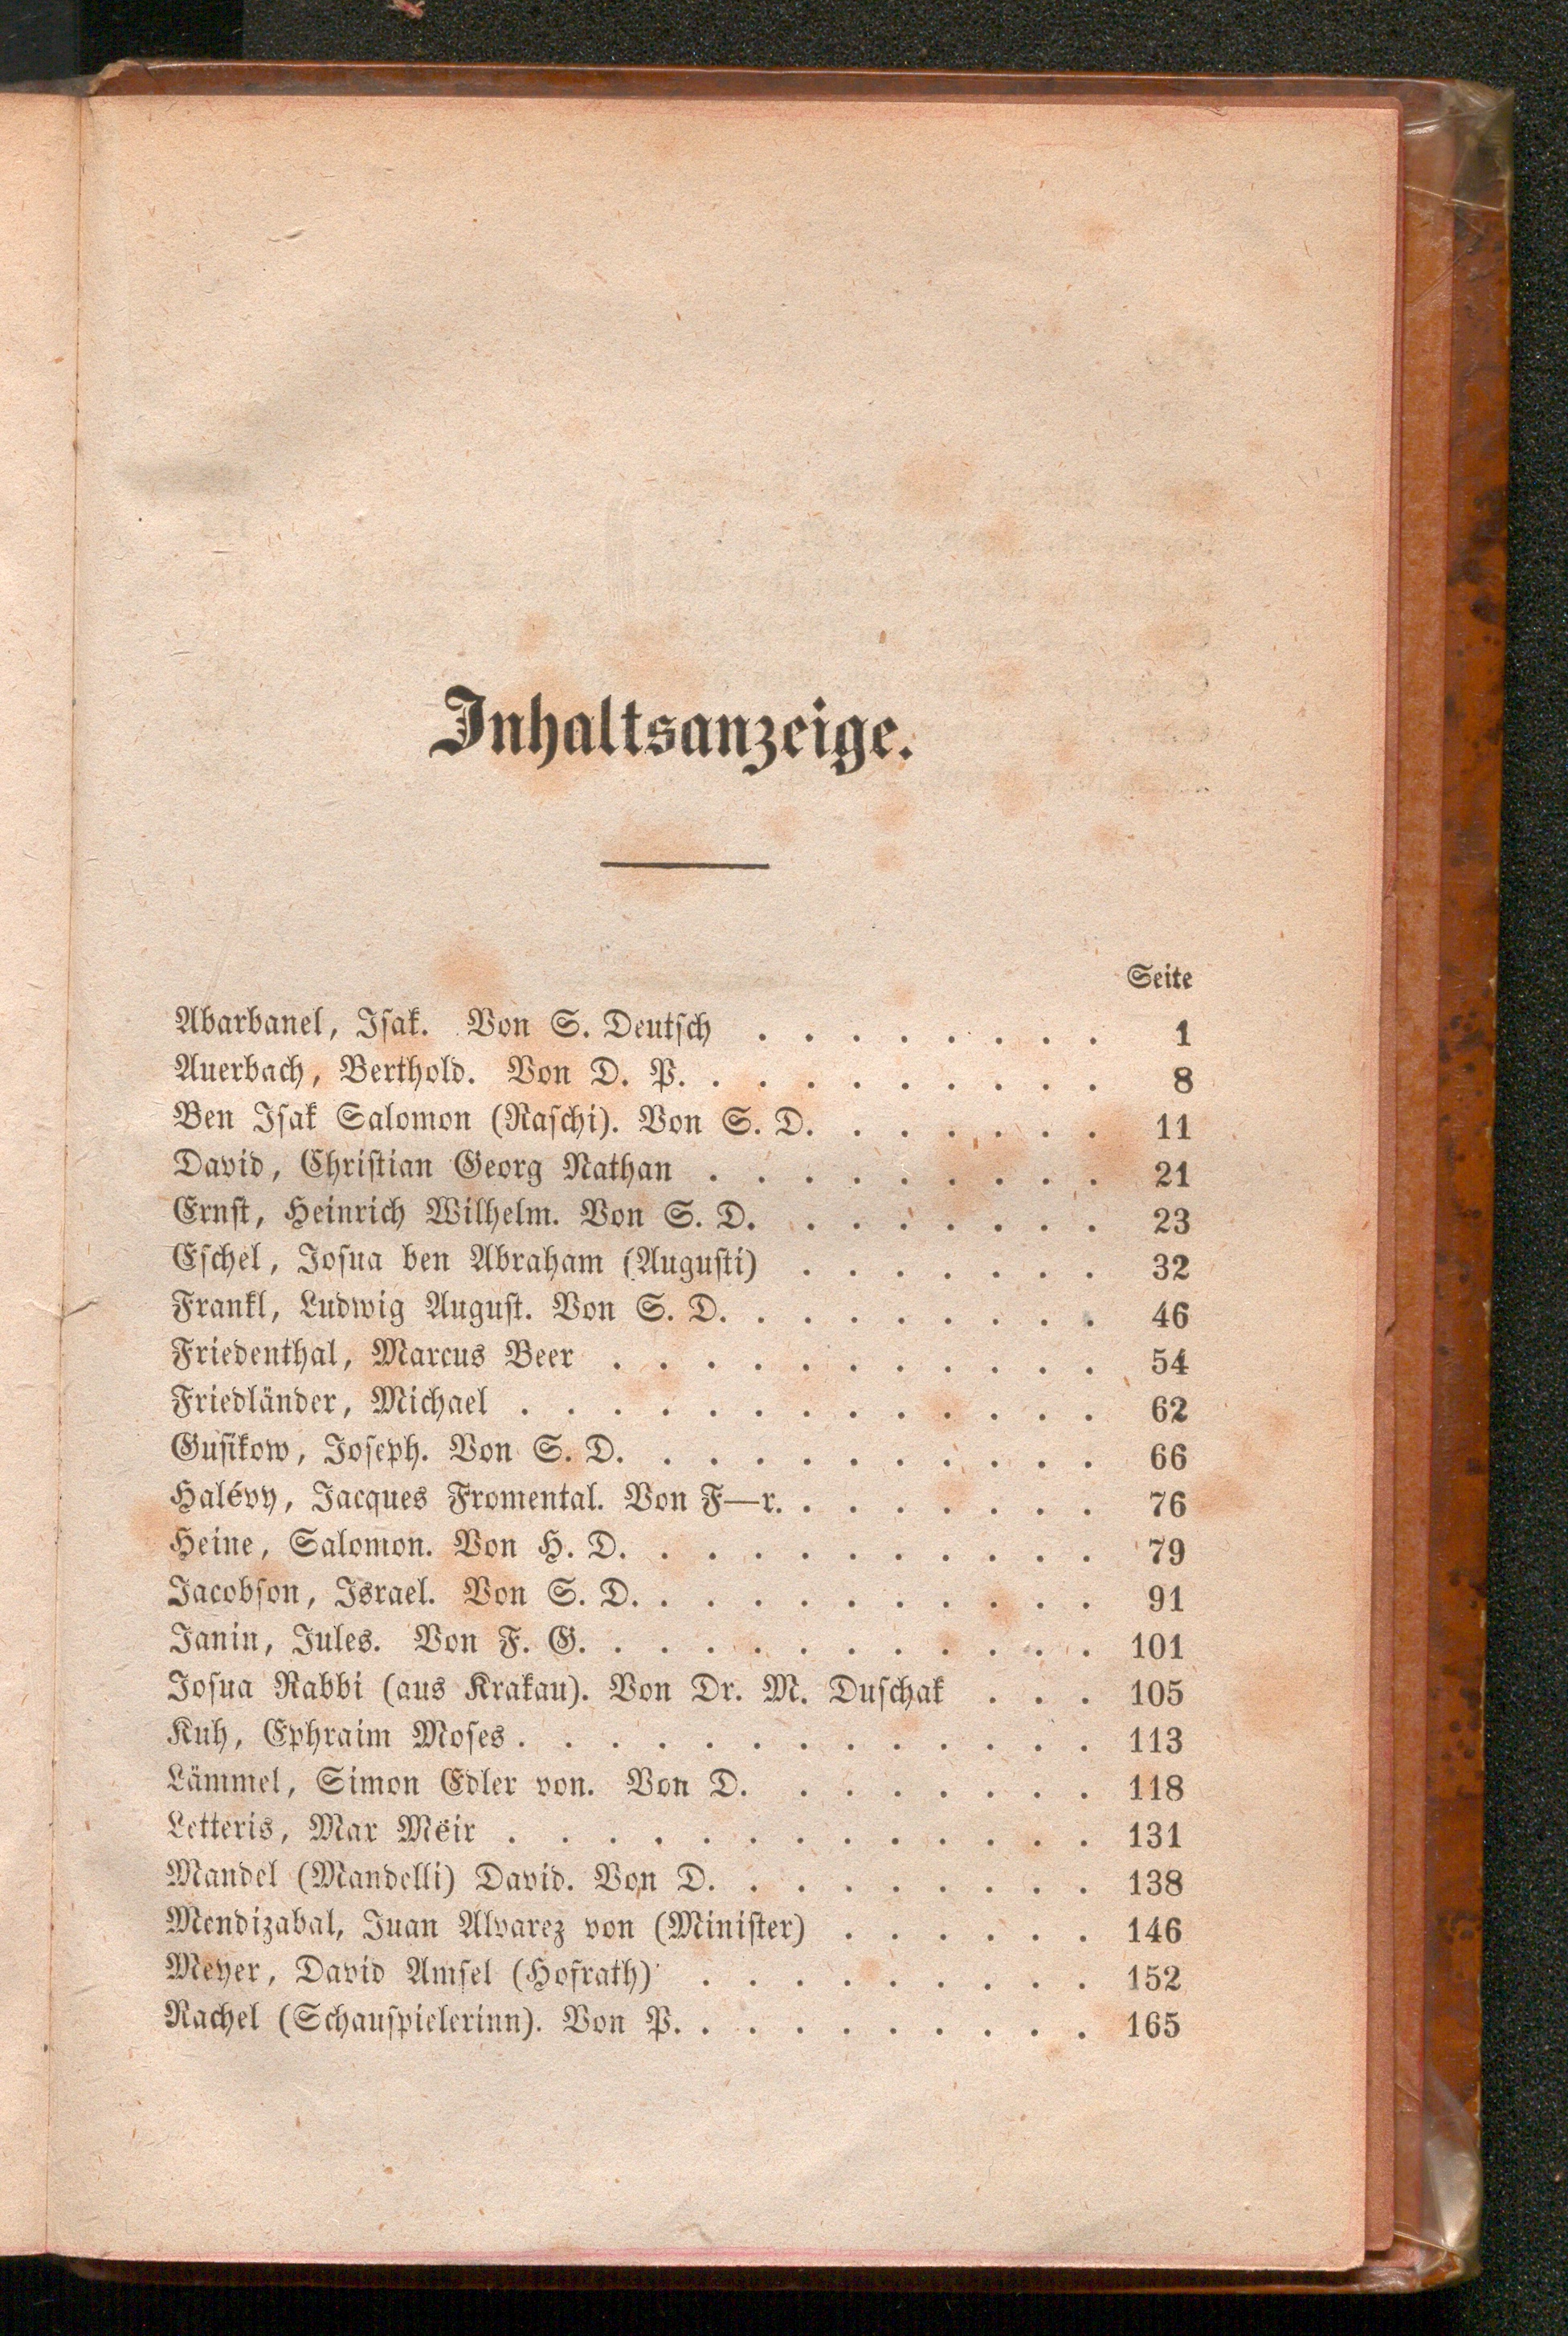 Inhaltsanzeige.
Seite
Abarbanel, Isak. Von S. Deutsch . . . . . . . . 1
Auerbach, Berthold. Von D. P. . . . . . . . . . 8
Ben Isak Salomon (Raschi). Von S. D. . . . . . . 11
David, Christian Georg Nathan . . . . . . . . . 21
Ernst, Heinrich Wilhelm. Von S. D. . . . . . . . 23
Eschel, Josua ben Abraham (Augusti) . . . . . . . 32
Frankl, Ludwig August. Von S. D. . . . . . . . . 46
Friedenthal, Marcus Beer . . . . . . . . . . . 54
Friedländer, Michael . . . . . . . . . . . . . 62
Gusikow, Joseph. Von S. D. . . . . . . . . . . 66
Halévy, Jacques Fromental. Von F—r. . . . . . . . 76
Heine, Salomon. Von H. D. . . . . . . . . . . 79
Jacobson, Israel. Von S. D. . . . . . . . . . . 91
Janin, Jules. Von F. G. . . . . . . . . . . . 101
Josua Rabbi (aus Krakau). Von Dr. M. Duschak . . . 105
Kuh, Ephraim Moses . . . . . . . . . . . . . 113
Lämmel, Simon Edler von. Von D. . . . . . . . 118
Letteris, Mar Meïr . . . . . . . . . . . . . 131
Mandel (Mandelli) David. Von D. . . . . . . . . 138
Mendizabal, Juan Alvarez von (Minister) . . . . . . 146
Meyer, David Amsel (Hofrath) . . . . . . . . . 152
Rachel (Schauspielerinn). Von P. . . . . . . . . . 165